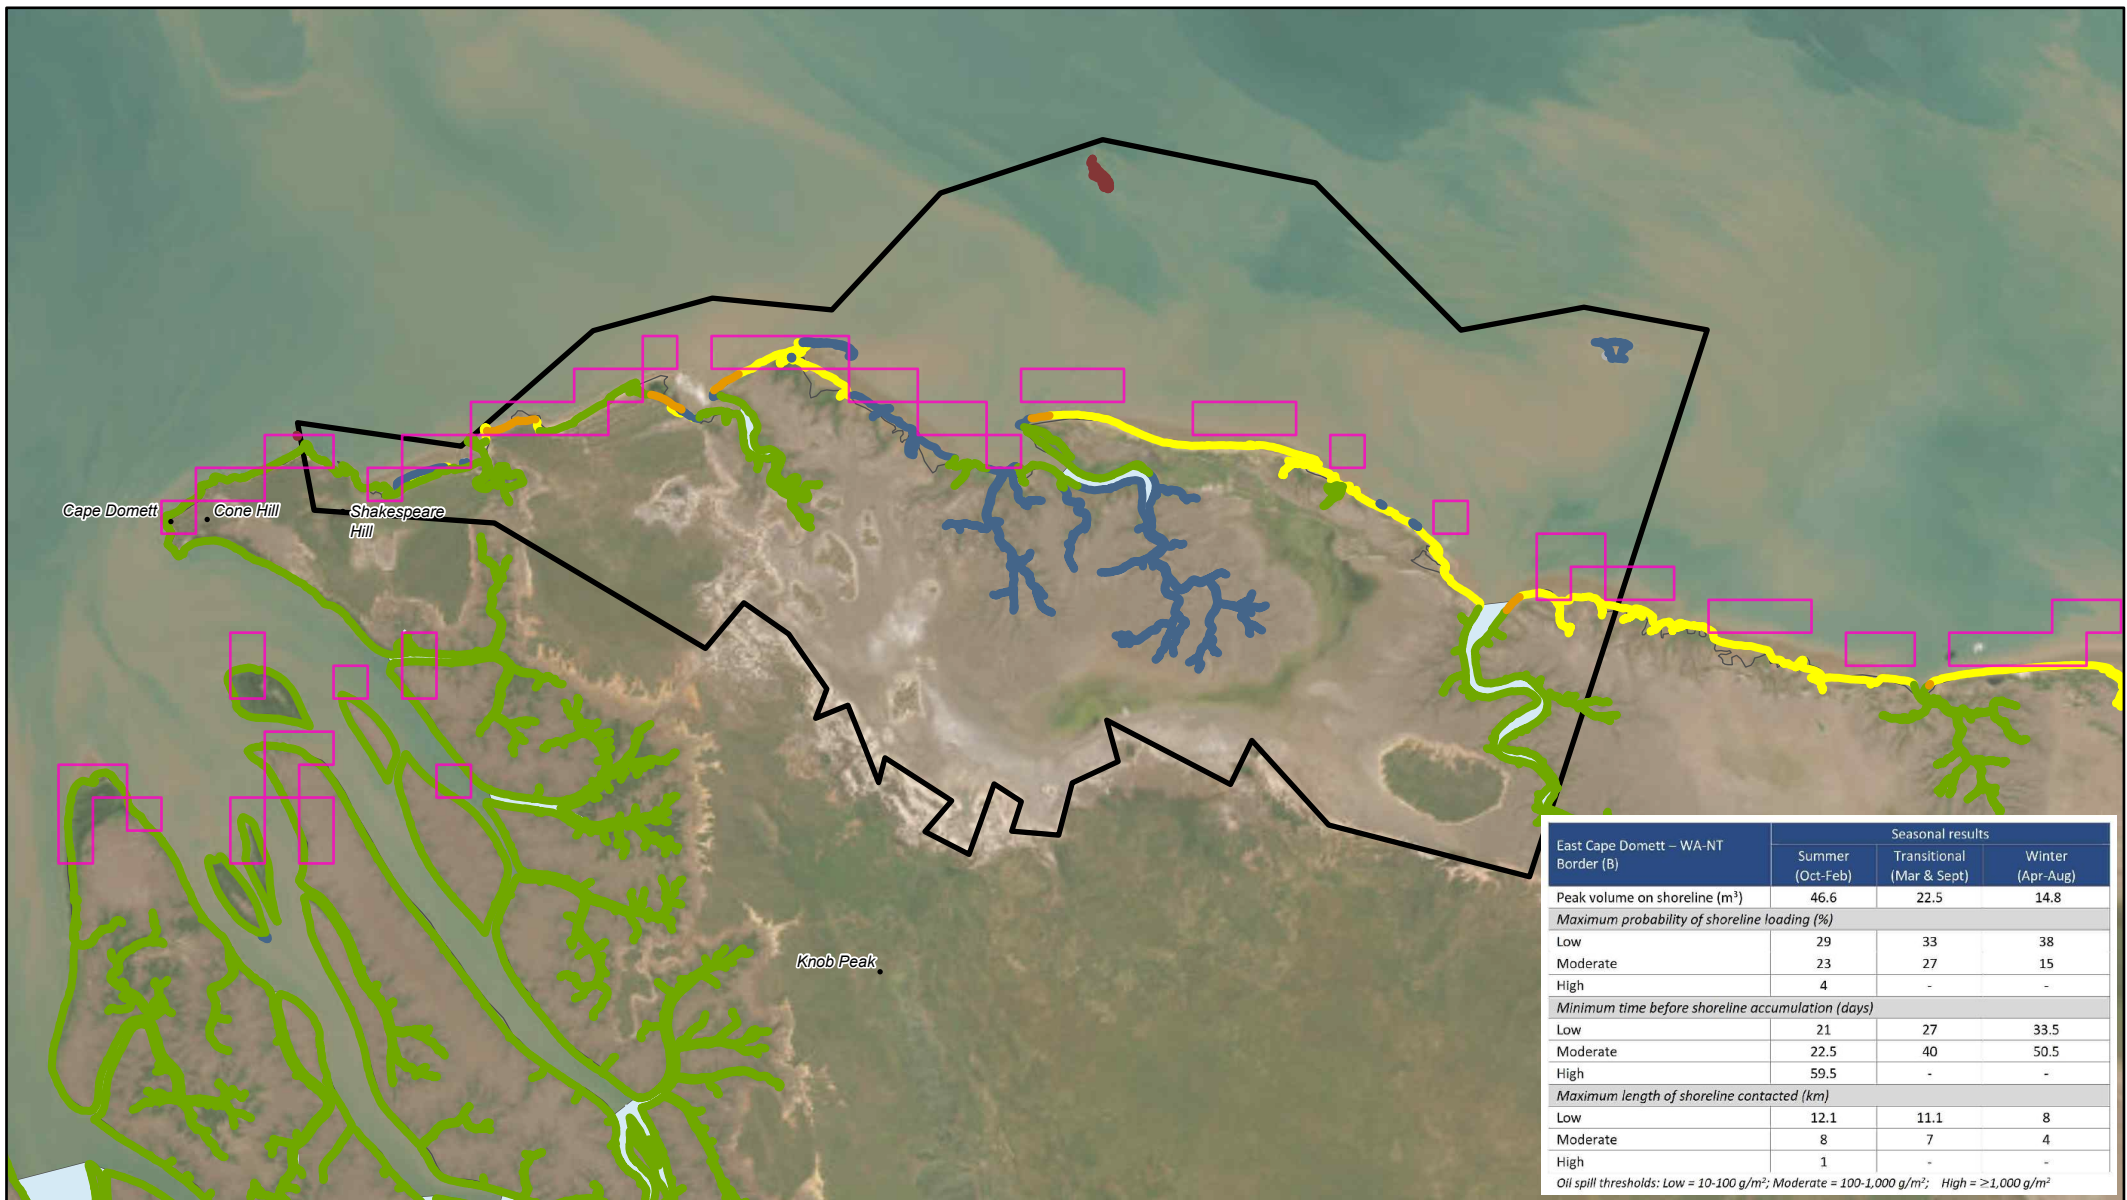 Cape Domett
Cone Hill
Shakespeare
Hill
Knob Peak
East Cape Domett – WA-NT
Border (B)
Seasonal results
Summer
(Oct-Feb)
Transitional
(Mar & Sept)
Winter
(Apr-Aug)
Peak volume on shoreline (m³) 46.6 22.5 14.8
Maximum probability of shoreline loading (%)
Low 29 33 38
Moderate 23 27 15
High 4 - -
Minimum time before shoreline accumulation (days)
Low 21 27 33.5
Moderate 22.5 40 50.5
High 59.5 - -
Maximum length of shoreline contacted (km)
Low 12.1 11.1 8
Moderate 8 7 4
High 1 - -
Oil spill thresholds: Low = 10-100 g/m²; Moderate = 100-1,000 g/m²; High = ≥1,000 g/m²